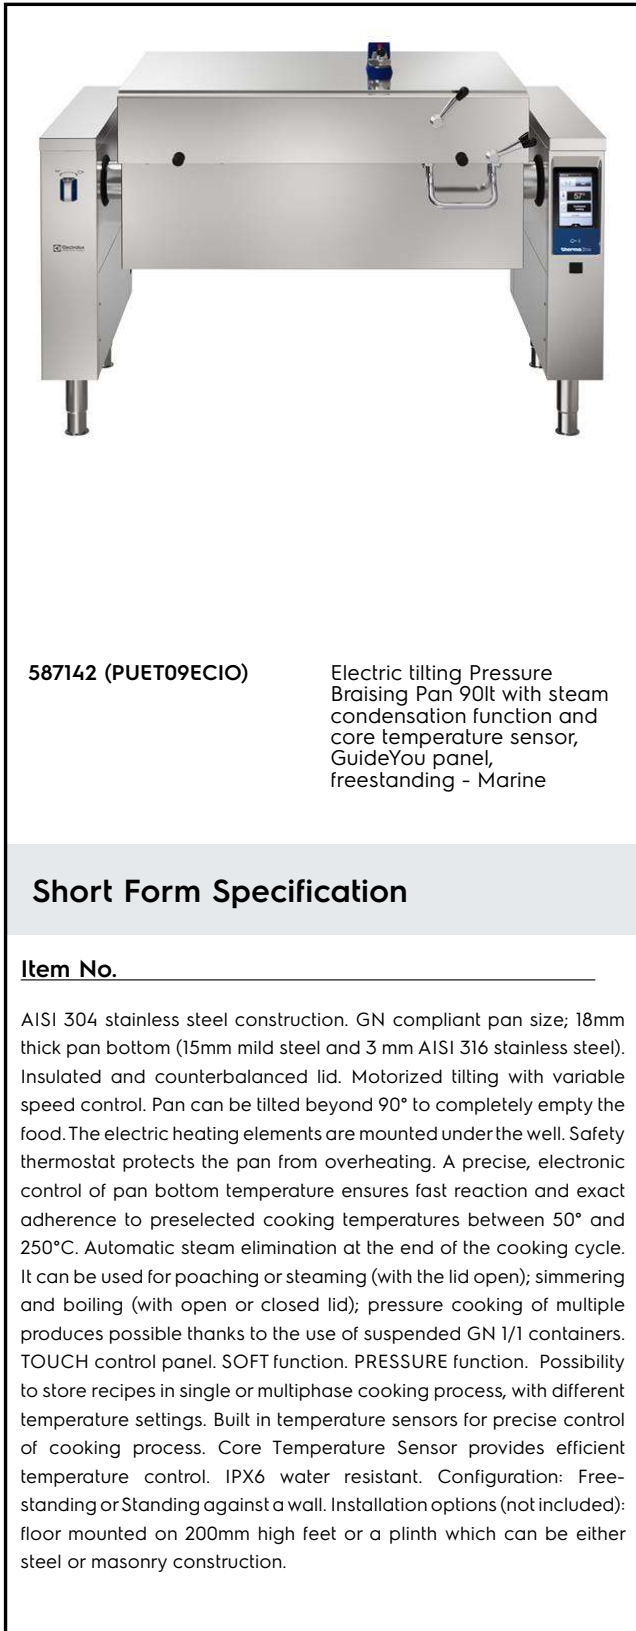 Electrolux
57°
thermaline
587142 (PUET09ECIO)
Electric tilting Pressure
Braising Pan 90lt with steam
condensation function and
core temperature sensor,
GuideYou panel,
freestanding - Marine
Short Form Specification
Item No.
AISI 304 stainless steel construction. GN compliant pan size; 18mm
thick pan bottom (15mm mild steel and 3 mm AISI 316 stainless steel).
Insulated and counterbalanced lid. Motorized tilting with variable
speed control. Pan can be tilted beyond 90° to completely empty the
food. The electric heating elements are mounted under the well. Safety
thermostat protects the pan from overheating. A precise, electronic
control of pan bottom temperature ensures fast reaction and exact
adherence to preselected cooking temperatures between 50° and
250°C. Automatic steam elimination at the end of the cooking cycle.
It can be used for poaching or steaming (with the lid open); simmering
and boiling (with open or closed lid); pressure cooking of multiple
produces possible thanks to the use of suspended GN 1/1 containers.
TOUCH control panel. SOFT function. PRESSURE function. Possibility
to store recipes in single or multiphase cooking process, with different
temperature settings. Built in temperature sensors for precise control
of cooking process. Core Temperature Sensor provides efficient
temperature control. IPX6 water resistant. Configuration: Free-
standing or Standing against a wall. Installation options (not included):
floor mounted on 200mm high feet or a plinth which can be either
steel or masonry construction.